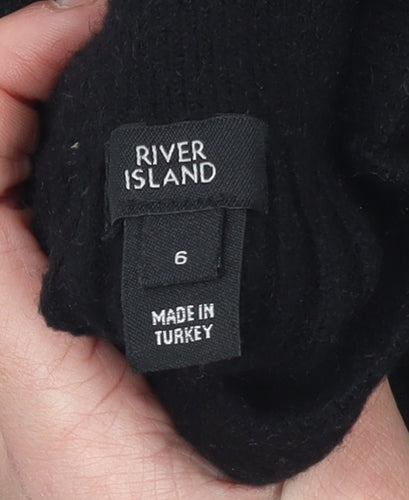 RIVER
ISLAND
6
MADE IN
TURKEY